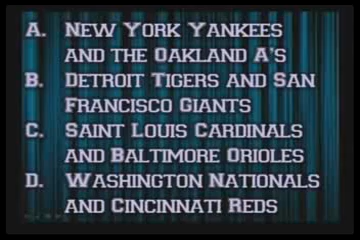 A. New York Yankees
and the Oakland A's
B. Detroit Tigers and San
Francisco Giants
C. Saint Louis Cardinals
and Baltimore Orioles
D. Washington Nationals
and Cincinnati Reds